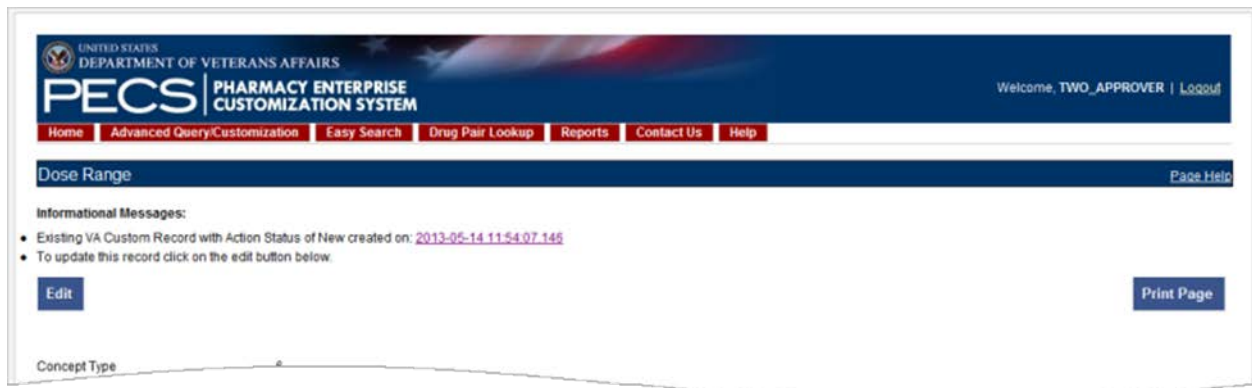 UNITED STATES
DEPARTMENT OF VETERANS AFFAIRS
PECS PHARMACY ENTERPRISE
CUSTOMIZATION SYSTEM
Welcome, TWO_APPROVER | Logout
Home Advanced Query/Customization Easy Search Drug Pair Lookup Reports Contact Us Help
Dose Range Page Help
Informational Messages:
• Existing VA Custom Record with Action Status of New created on: 2013-05-14 11:54:07.146
• To update this record click on the edit button below.
Edit Print Page
Concept Type